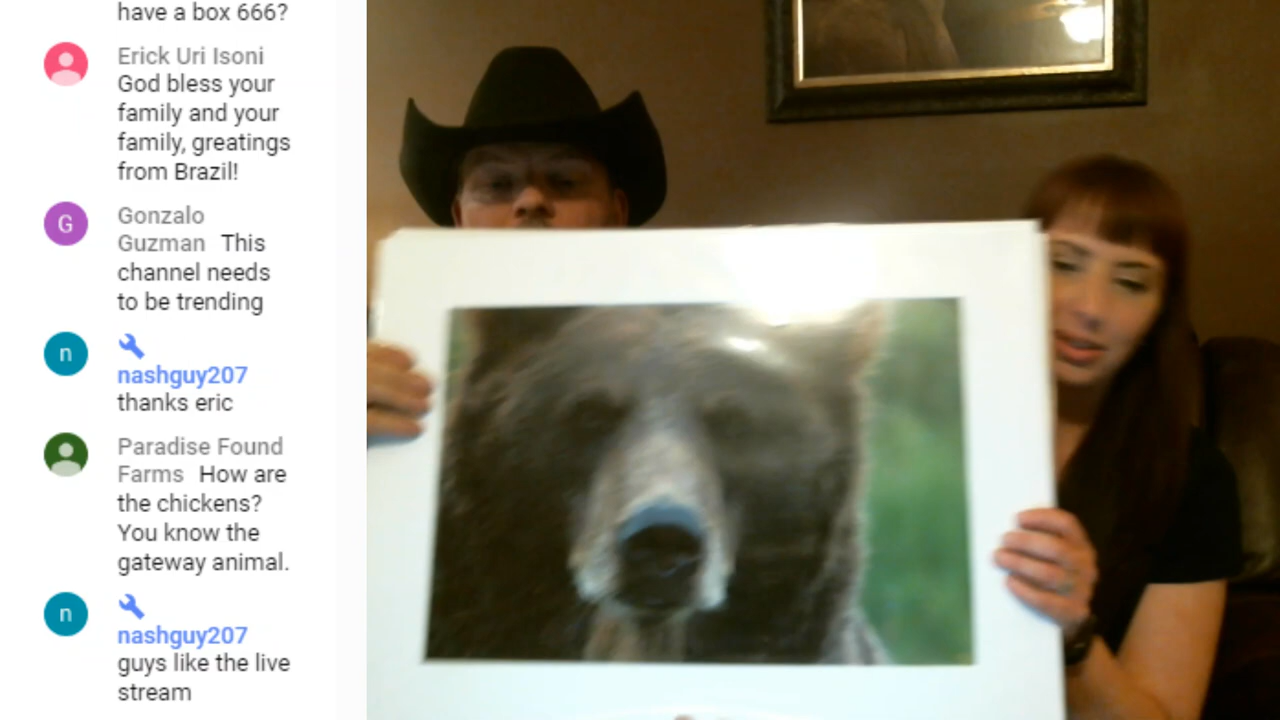 have a box 666?
Erick Uri Isoni
God bless your
family and your
family, greatings
from Brazil!
G
Gonzalo
Guzman This
channel needs
to be trending
n
nashguy207
thanks eric
Paradise Found
Farms How are
the chickens?
You know the
gateway animal.
n
nashguy207
guys like the live
stream